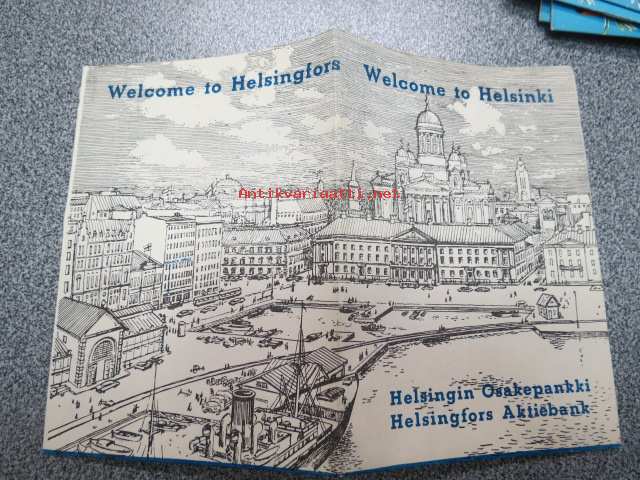 Welcome to Helsingfors
Welcome to Helsinki
Antikvariaatti.net
Helsingin Osakepankki
Helsingfors Aktiebank